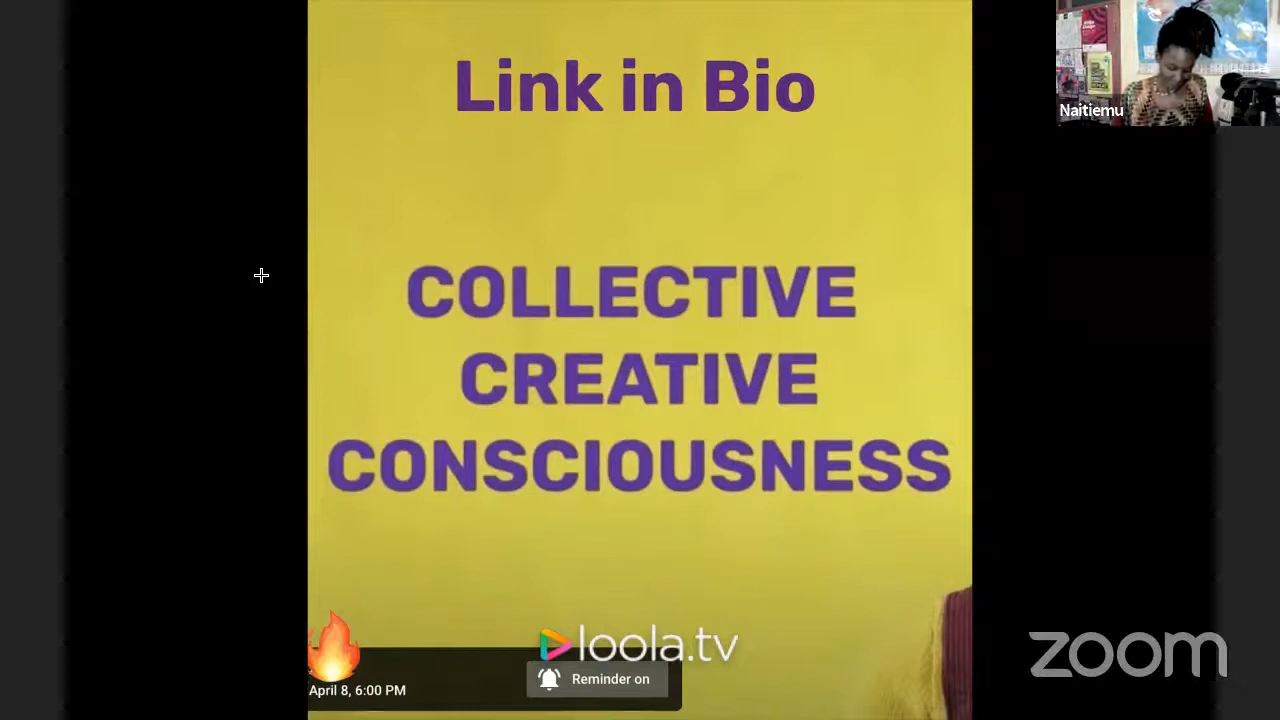 Link in Bio
Naitiemu
COLLECTIVE
CREATIVE
CONSCIOUSNESS
loola.tv
April 8, 6:00 PM
Reminder on
zoom